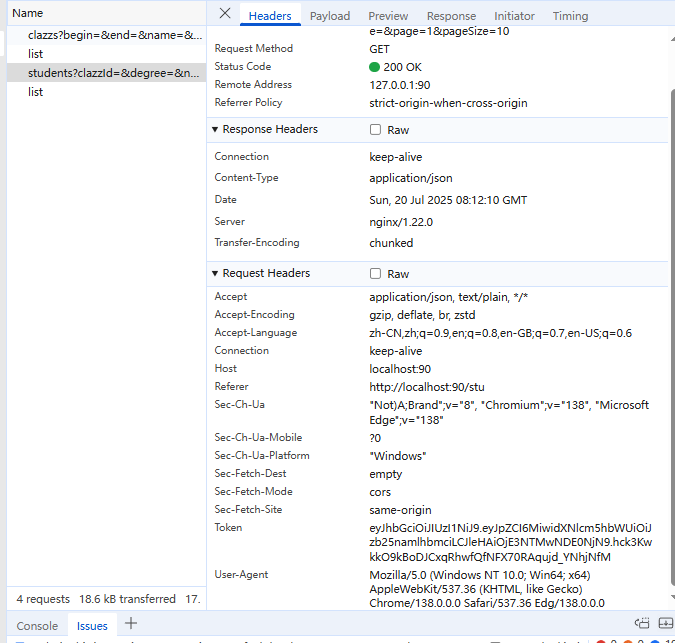 Name
Headers Payload Preview Response Initiator Timing
clazzs?begin=&end=&name=&...
list
students?clazzId=&degree=&n...
list
e=&page=1&pageSize=10
Request Method GET
Status Code 200 OK
Remote Address 127.0.0.1:90
Referrer Policy strict-origin-when-cross-origin
Response Headers Raw
Connection keep-alive
Content-Type application/json
Date Sun, 20 Jul 2025 08:12:10 GMT
Server nginx/1.22.0
Transfer-Encoding chunked
Request Headers Raw
Accept application/json, text/plain, */*
Accept-Encoding gzip, deflate, br, zstd
Accept-Language zh-CN,zh;q=0.9,en;q=0.8,en-GB;q=0.7,en-US;q=0.6
Connection keep-alive
Host localhost:90
Referer http://localhost:90/stu
Sec-Ch-Ua "Not)A;Brand";v="8", "Chromium";v="138", "Microsoft
Edge";v="138"
Sec-Ch-Ua-Mobile ?0
Sec-Ch-Ua-Platform "Windows"
Sec-Fetch-Dest empty
Sec-Fetch-Mode cors
Sec-Fetch-Site same-origin
Token eyJhbGciOiJIUzI1NiJ9.eyJpZCI6MiwidXNlcm5hbWUiOiJ
zb25namlhbmciLCJleHAiOjE3NTMwNDE0NjN9.hck3Kw
kkO9kBoDJCxqRhwfQfNFX70RAqujd_YNhjNfM
User-Agent Mozilla/5.0 (Windows NT 10.0; Win64; x64)
AppleWebKit/537.36 (KHTML, like Gecko)
Chrome/138.0.0.0 Safari/537.36 Edg/138.0.0.0
4 requests 18.6 kB transferred 17.
Console Issues